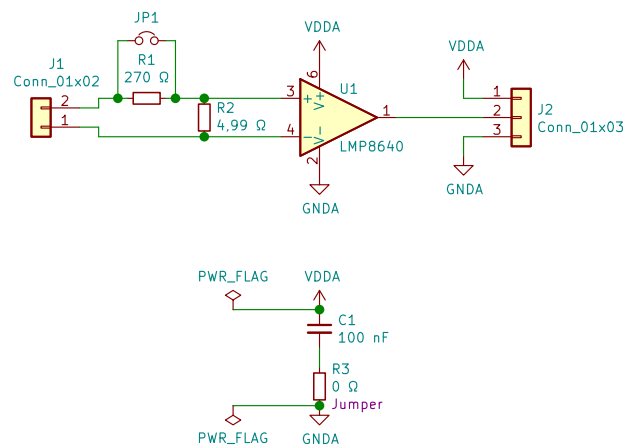 JP1
VDDA
J1
Conn_01x02
R1
270 Ω
VDDA
2
1
3
4
6
V+
+
-
V-
2
U1
1
LMP8640
R2
4,99 Ω
1
2
3
J2
Conn_01x03
GNDA
GNDA
PWR_FLAG
VDDA
C1
100 nF
R3
0 Ω
Jumper
PWR_FLAG
GNDA